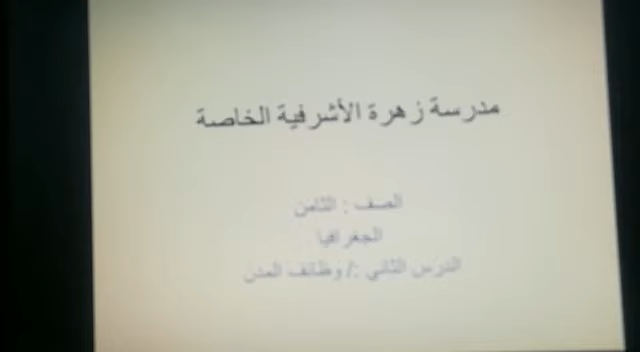 مدرسة زهرة الأشرفية الخاصة
الصف : الثامن
الجغرافيا
الدرس الثاني :/ وظائف المدن